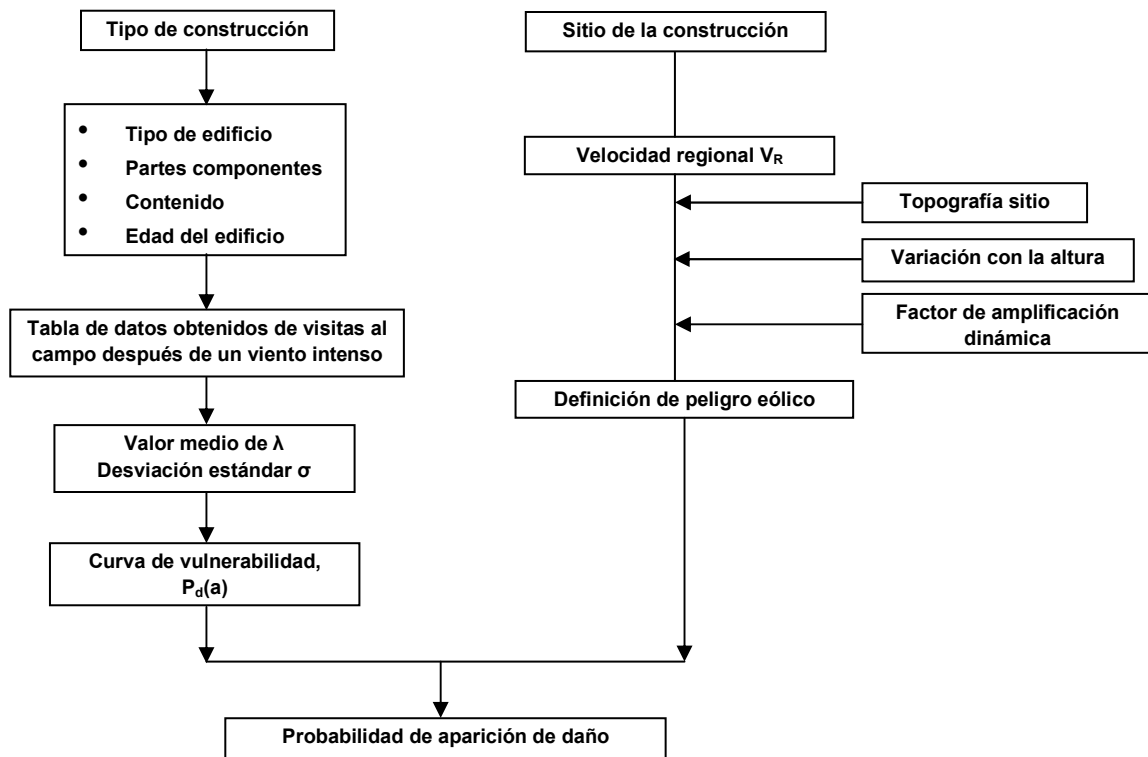 Tipo de construcción
• Tipo de edificio
• Partes componentes
• Contenido
• Edad del edificio
Tabla de datos obtenidos de visitas al
campo después de un viento intenso
Valor medio de λ
Desviación estándar σ
Curva de vulnerabilidad,
Pd(a)
Sitio de la construcción
Velocidad regional VR
Topografía sitio
Variación con la altura
Factor de amplificación
dinámica
Definición de peligro eólico
Probabilidad de aparición de daño